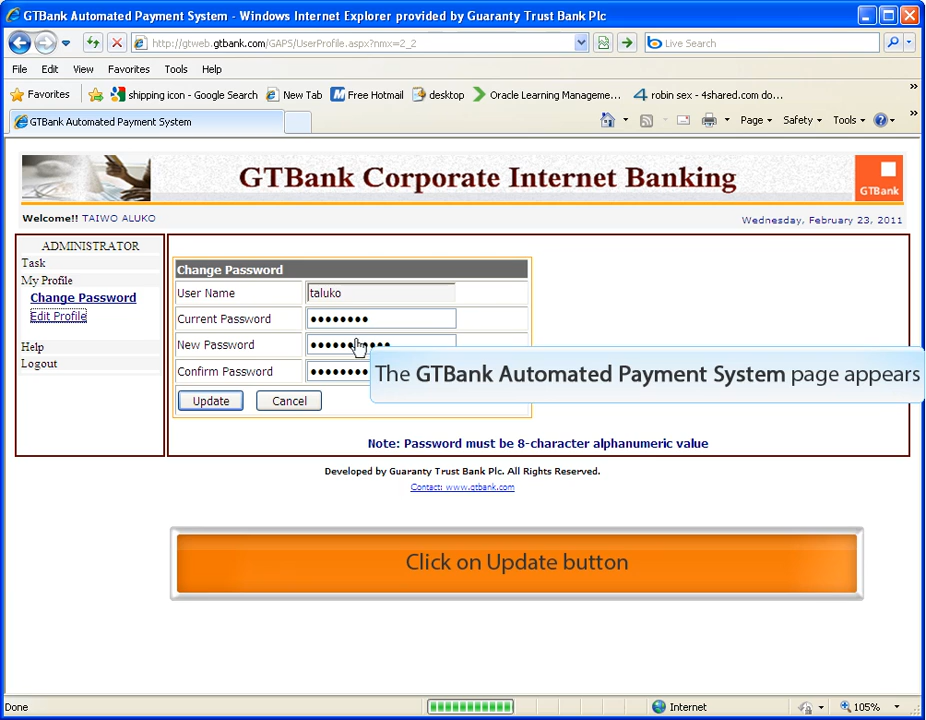 GTBank Automated Payment System - Windows Internet Explorer provided by Guaranty Trust Bank Plc
http://gtweb.gtbank.com/GAPS/UserProfile.aspx?nmx=2_2
Live Search
File Edit View Favorites Tools Help
Favorites shipping icon - Google Search New Tab Free Hotmail desktop Oracle Learning Manageme... robin sex - 4shared.com do...
GTBank Automated Payment System
Page Safety Tools
GTBank Corporate Internet Banking
GTBank
Welcome!! TAIWO ALUKO
Wednesday, February 23, 2011
ADMINISTRATOR
Task
My Profile
Change Password
Edit Profile
Help
Logout
Change Password
User Name taluko
Current Password
New Password
Confirm Password
The GTBank Automated Payment System page appears
Update Cancel
Note: Password must be 8-character alphanumeric value
Developed by Guaranty Trust Bank Plc. All Rights Reserved.
Contact: www.gtbank.com
Click on Update button
Done Internet 105%